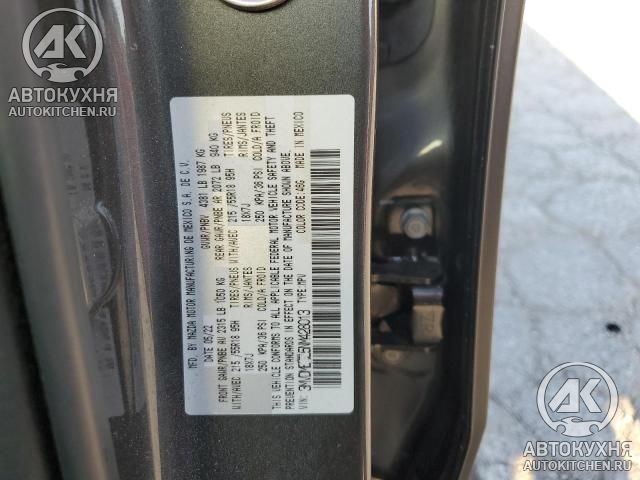 АК
АВТОКУХНЯ
AUTOKITCHEN.RU
MFD. BY MAZDA MOTOR MANUFACTURING DE MEXICO S.A. DE C.V.
DATE 05/22 GVWR/PNBV 4381 LB 1987 KG
FRONT GAWR/PNBE AV 2315 LB 1050 KG REAR GAWR/PNBE AR 2072 LB 940 KG
WITH/AVEC 215/55R18 95H TIRES/PNEUS WITH/AVEC 215/55R18 95H TIRES/PNEUS
18X7J RIMS/JANTES 18X7J RIMS/JANTES
250 KPA/36 PSI COLD/A FROID 250 KPA/36 PSI COLD/A FROID
THIS VEHICLE CONFORMS TO ALL APPLICABLE FEDERAL MOTOR VEHICLE SAFETY AND THEFT
PREVENTION STANDARDS IN EFFECT ON THE DATE OF MANUFACTURE SHOWN ABOVE.
COLOR CODE:46G MADE IN MEXICO
VIN: TYPE:MPV
АК
АВТОКУХНЯ
AUTOKITCHEN.RU